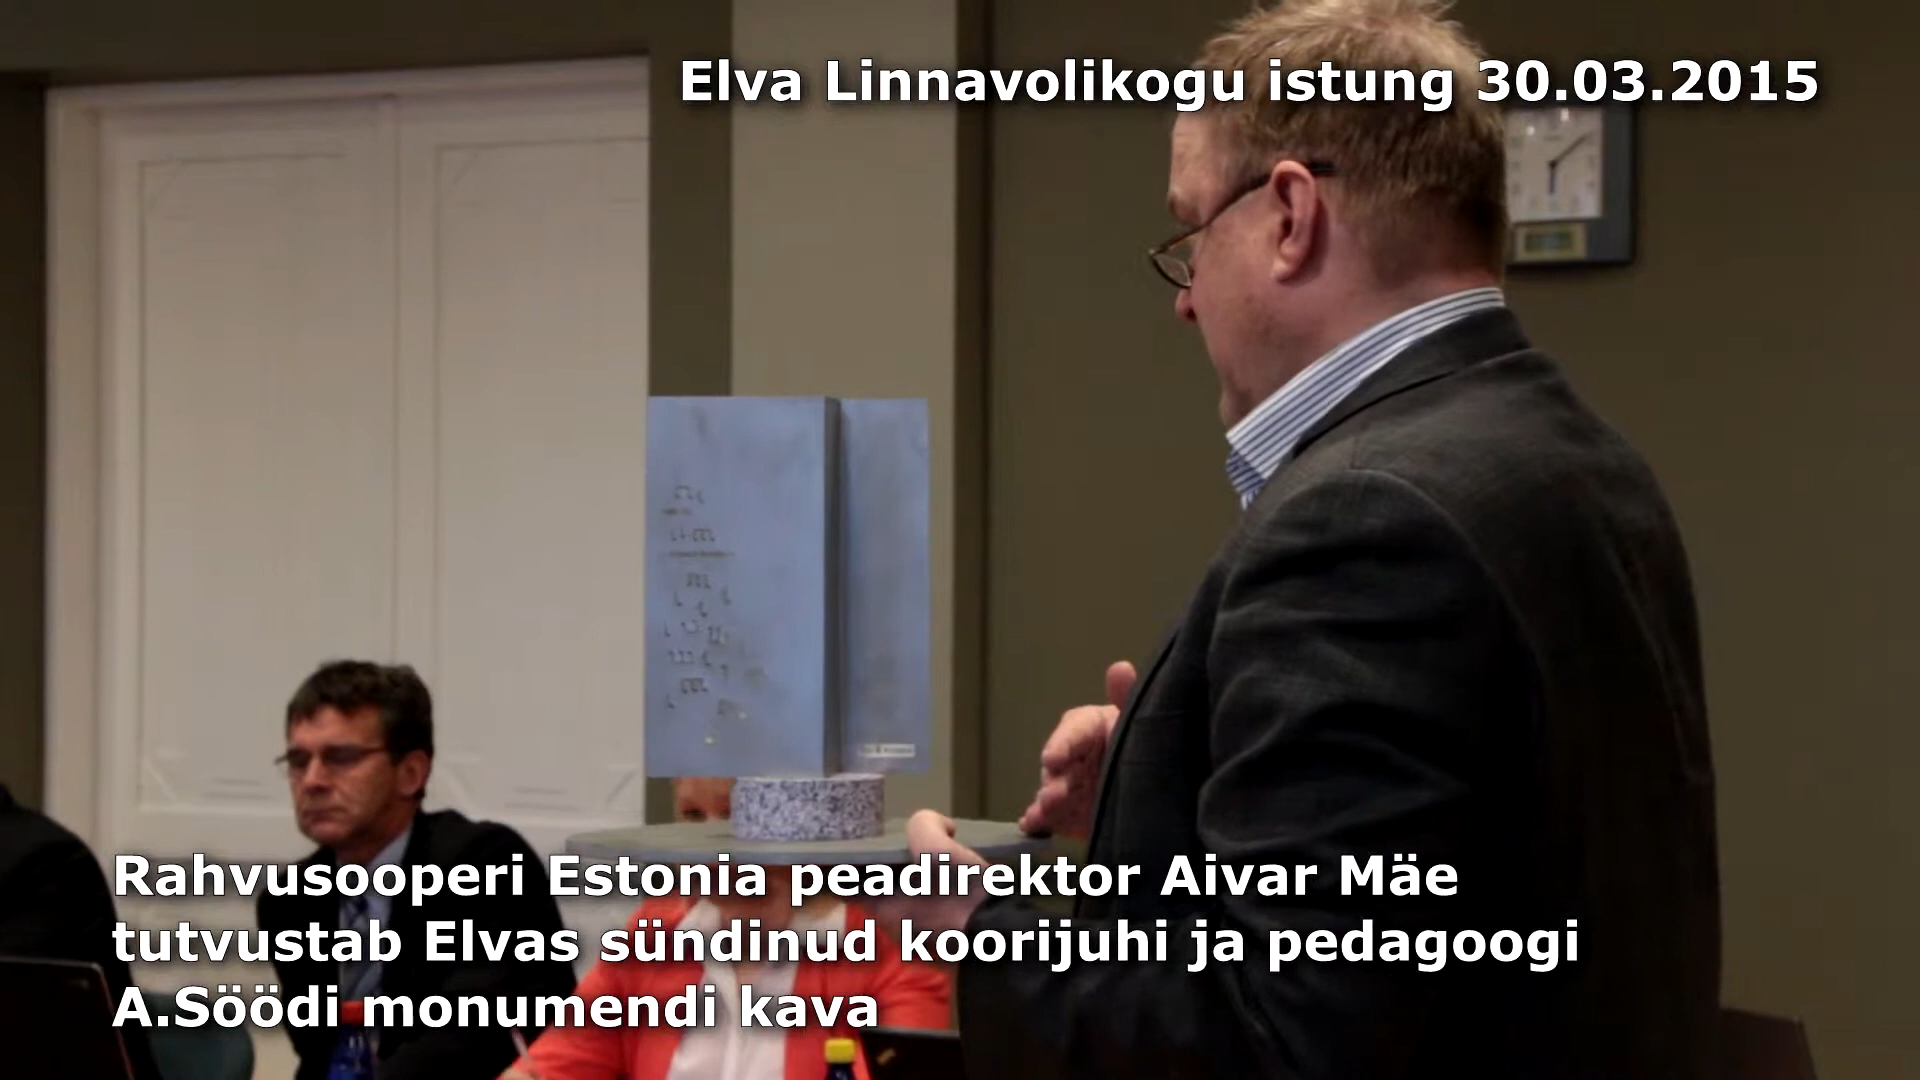 Elva Linnavolikogu istung 30.03.2015
Rahvusooperi Estonia peadirektor Aivar Mäe
tutvustab Elvas sündinud koorijuhi ja pedagoogi
A.Söödi monumendi kava